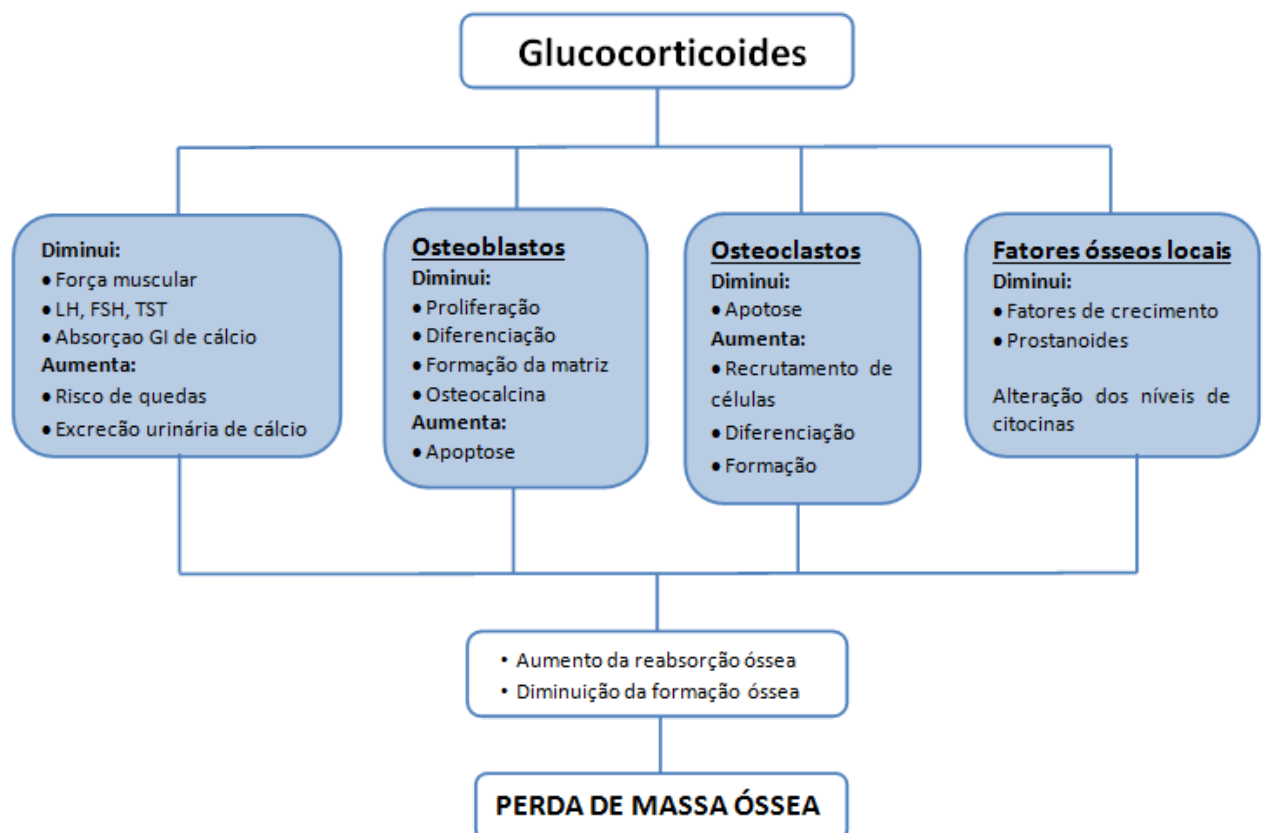 Glucocorticoides
Diminui:
• Força muscular
• LH, FSH, TST
• Absorçao GI de cálcio
Aumenta:
• Risco de quedas
• Excrecão urinária de cálcio
Osteoblastos
Diminui:
• Proliferação
• Diferenciação
• Formação da matriz
• Osteocalcina
Aumenta:
• Apoptose
Osteoclastos
Diminui:
• Apotose
Aumenta:
• Recrutamento de
células
• Diferenciação
• Formação
Fatores ósseos locais
Diminui:
• Fatores de crecimento
• Prostanoides
Alteração dos níveis de
citocinas
• Aumento da reabsorção óssea
• Diminuição da formação óssea
PERDA DE MASSA ÓSSEA